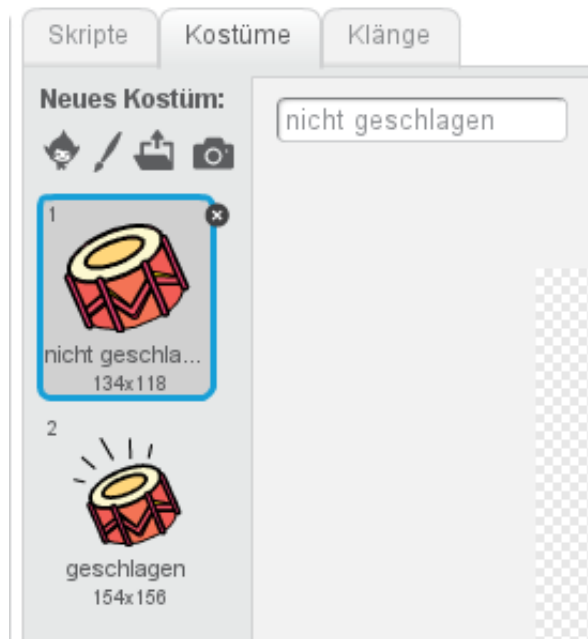 Skripte Kostüme Klänge
Neues Kostüm:
nicht geschlagen
1
nicht geschla...
134x118
2
geschlagen
154x156